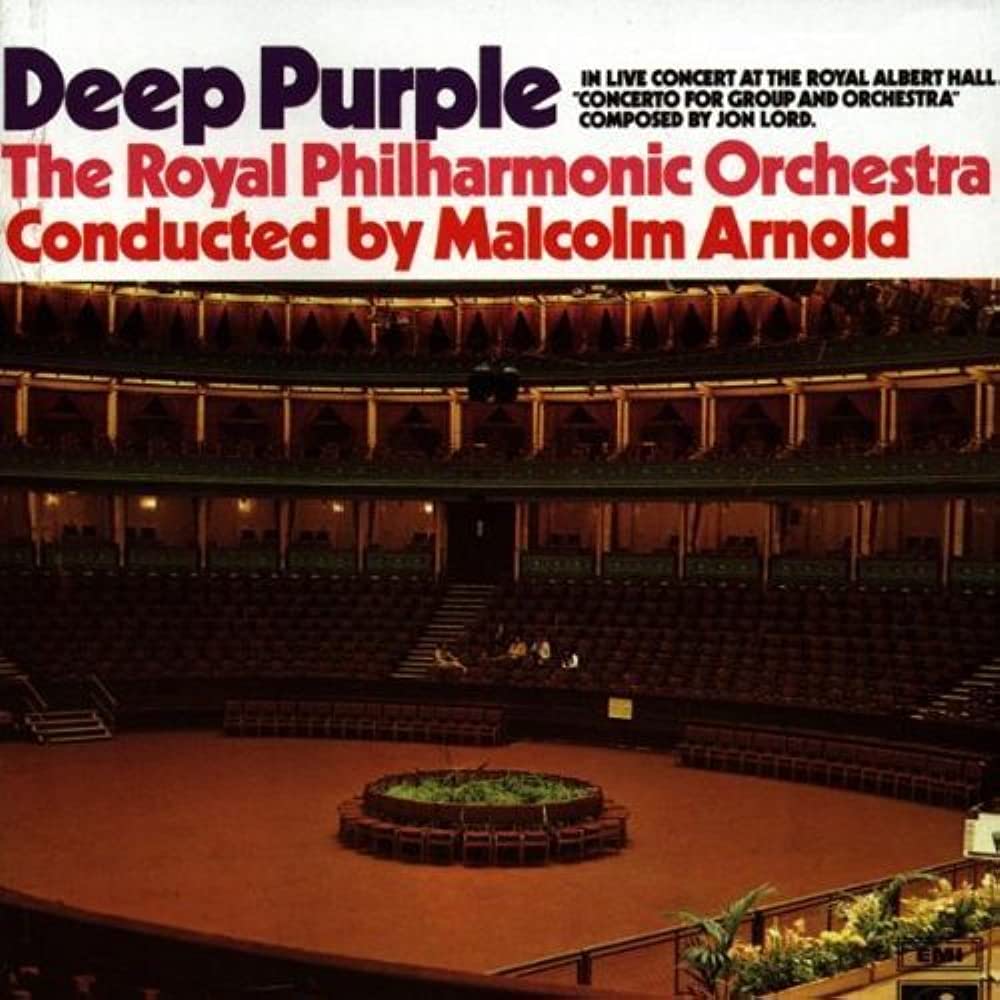 Deep Purple
IN LIVE CONCERT AT THE ROYAL ALBERT HALL.
"CONCERTO FOR GROUP AND ORCHESTRA"
COMPOSED BY JON LORD.
The Royal Philharmonic Orchestra
Conducted by Malcolm Arnold
EMI